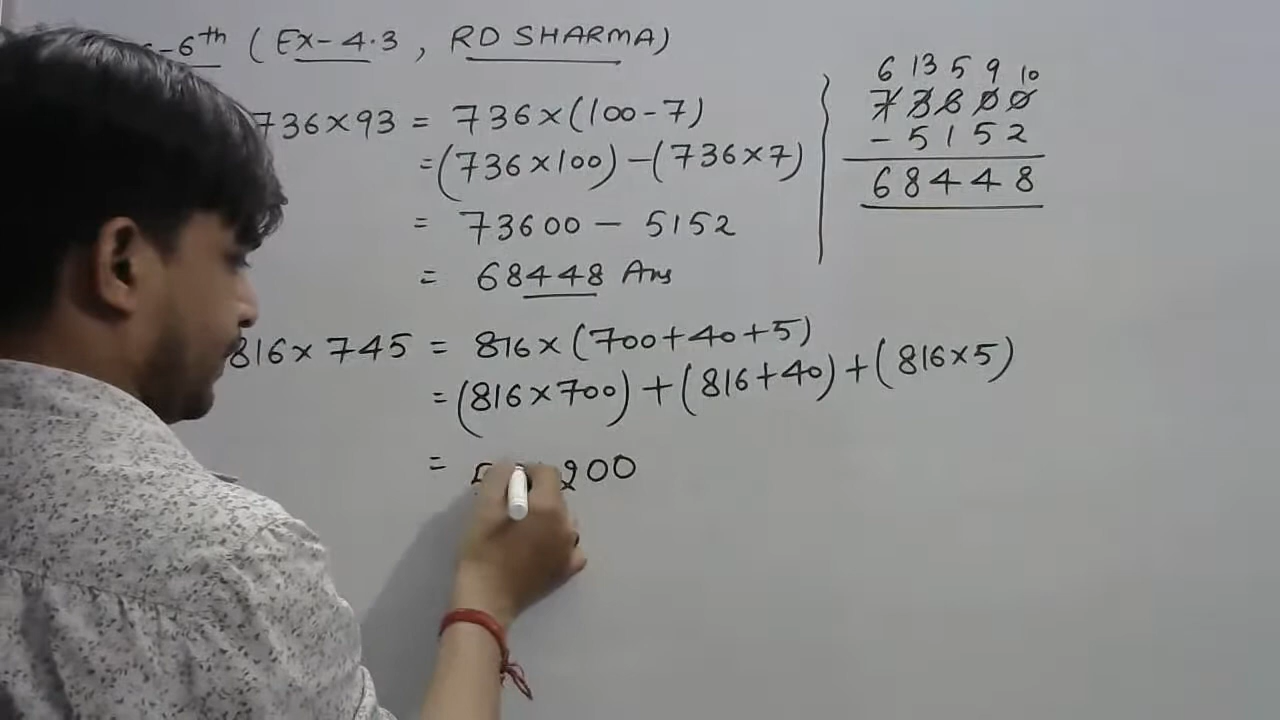 6th (Ex-4.3, RD SHARMA)
736×93 = 736×(100-7)
=(736×100)-(736×7)
= 73600 - 5152
= 68448 Ans
6 13 5 9 10
73600
- 5152
68448
816×745 = 816×(700+40+5)
=(816×700)+(816+40)+(816×5)
= 200